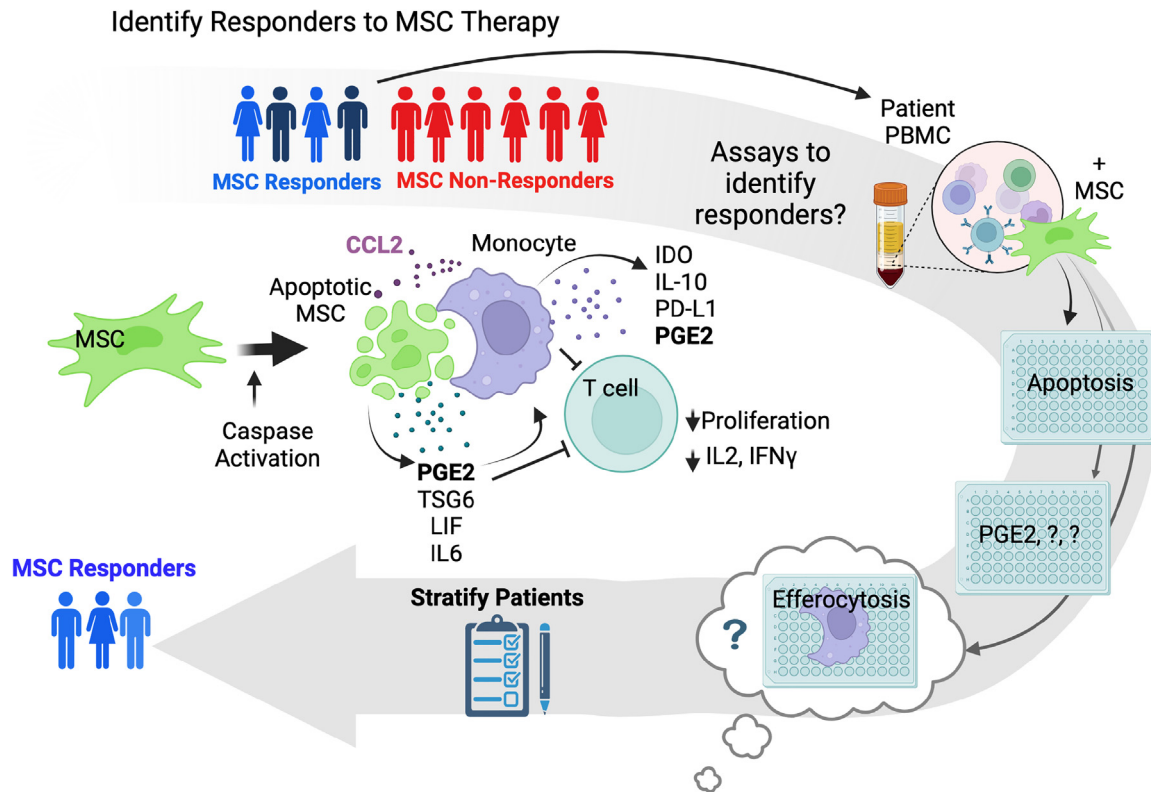 Identify Responders to MSC Therapy
MSC Responders
MSC Non-Responders
Patient
PBMC
+
MSC
Assays to
identify
responders?
CCL2
Monocyte
Apoptotic
MSC
MSC
Caspase
Activation
IDO
IL-10
PD-L1
PGE2
T cell
Proliferation
IL2, IFNγ
PGE2
TSG6
LIF
IL6
Apoptosis
PGE2, ?, ?
Efferocytosis
?
Stratify Patients
MSC Responders